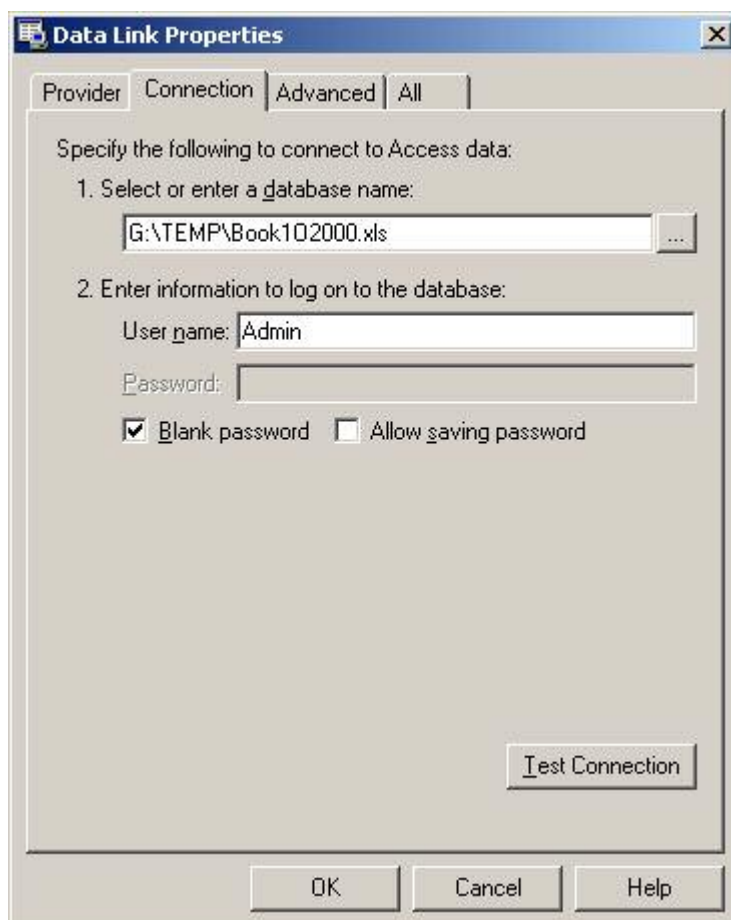 Data Link Properties
Provider Connection Advanced All
Specify the following to connect to Access data:
1. Select or enter a database name:
G:\TEMP\Book1O2000.xls ...
2. Enter information to log on to the database:
User name: Admin
Password:
Blank password Allow saving password
Test Connection
OK Cancel Help